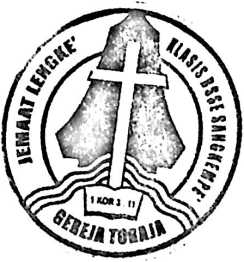 JEMAAT LENGKE'
KLASIS BSSE SANGKEMPE'
1 KOR 3 11
GEREJA TORAJA